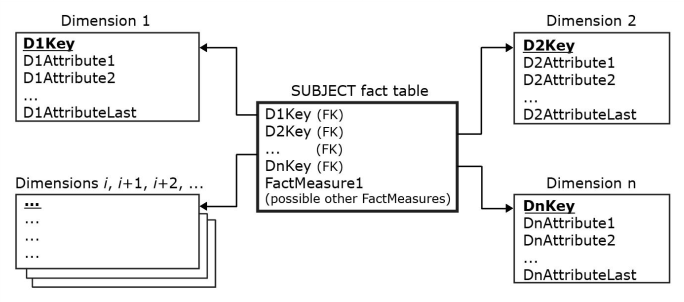 Dimension 1
D1Key
D1Attribute1
D1Attribute2
...
D1AttributeLast
Dimension 2
D2Key
D2Attribute1
D2Attribute2
...
D2AttributeLast
SUBJECT fact table
D1Key (FK)
D2Key (FK)
... (FK)
DnKey (FK)
FactMeasure1
(possible other FactMeasures)
Dimensions i, i+1, i+2, ...
...
...
...
...
Dimension n
DnKey
DnAttribute1
DnAttribute2
...
DnAttributeLast